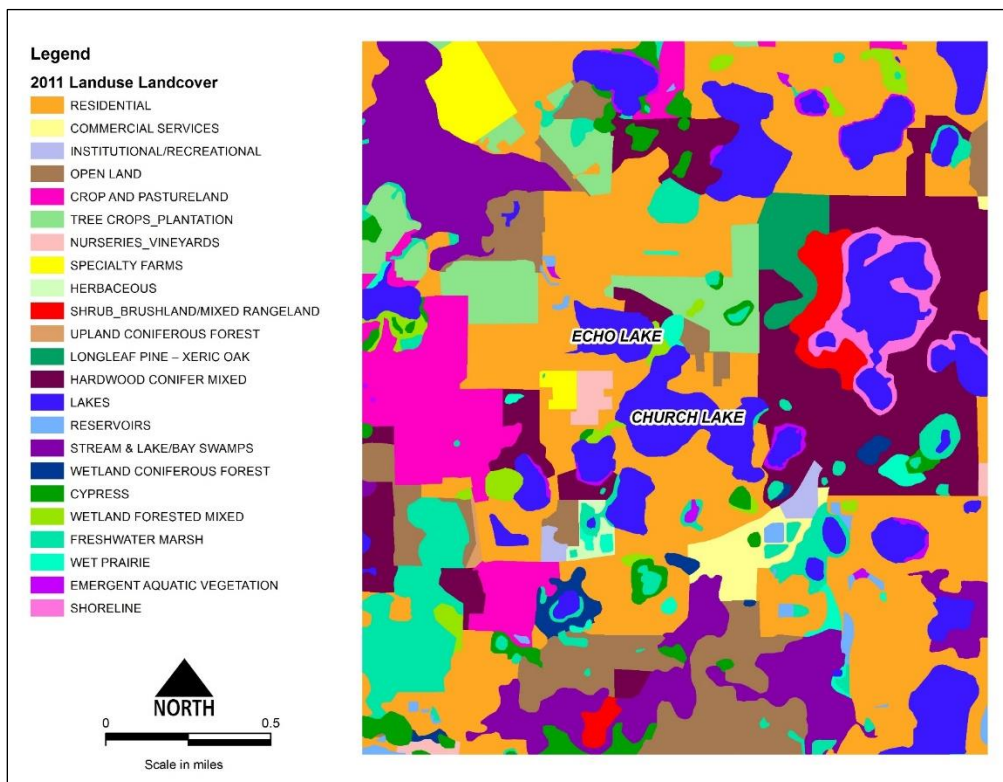 Legend
2011 Landuse Landcover
RESIDENTIAL
COMMERCIAL SERVICES
INSTITUTIONAL/RECREATIONAL
OPEN LAND
CROP AND PASTURELAND
TREE CROPS_PLANTATION
NURSERIES_VINEYARDS
SPECIALTY FARMS
HERBACEOUS
SHRUB_BRUSHLAND/MIXED RANGELAND
UPLAND CONIFEROUS FOREST
LONGLEAF PINE – XERIC OAK
HARDWOOD CONIFER MIXED
LAKES
RESERVOIRS
STREAM & LAKE/BAY SWAMPS
WETLAND CONIFEROUS FOREST
CYPRESS
WETLAND FORESTED MIXED
FRESHWATER MARSH
WET PRAIRIE
EMERGENT AQUATIC VEGETATION
SHORELINE
NORTH
0 0.5
Scale in miles
ECHO LAKE
CHURCH LAKE